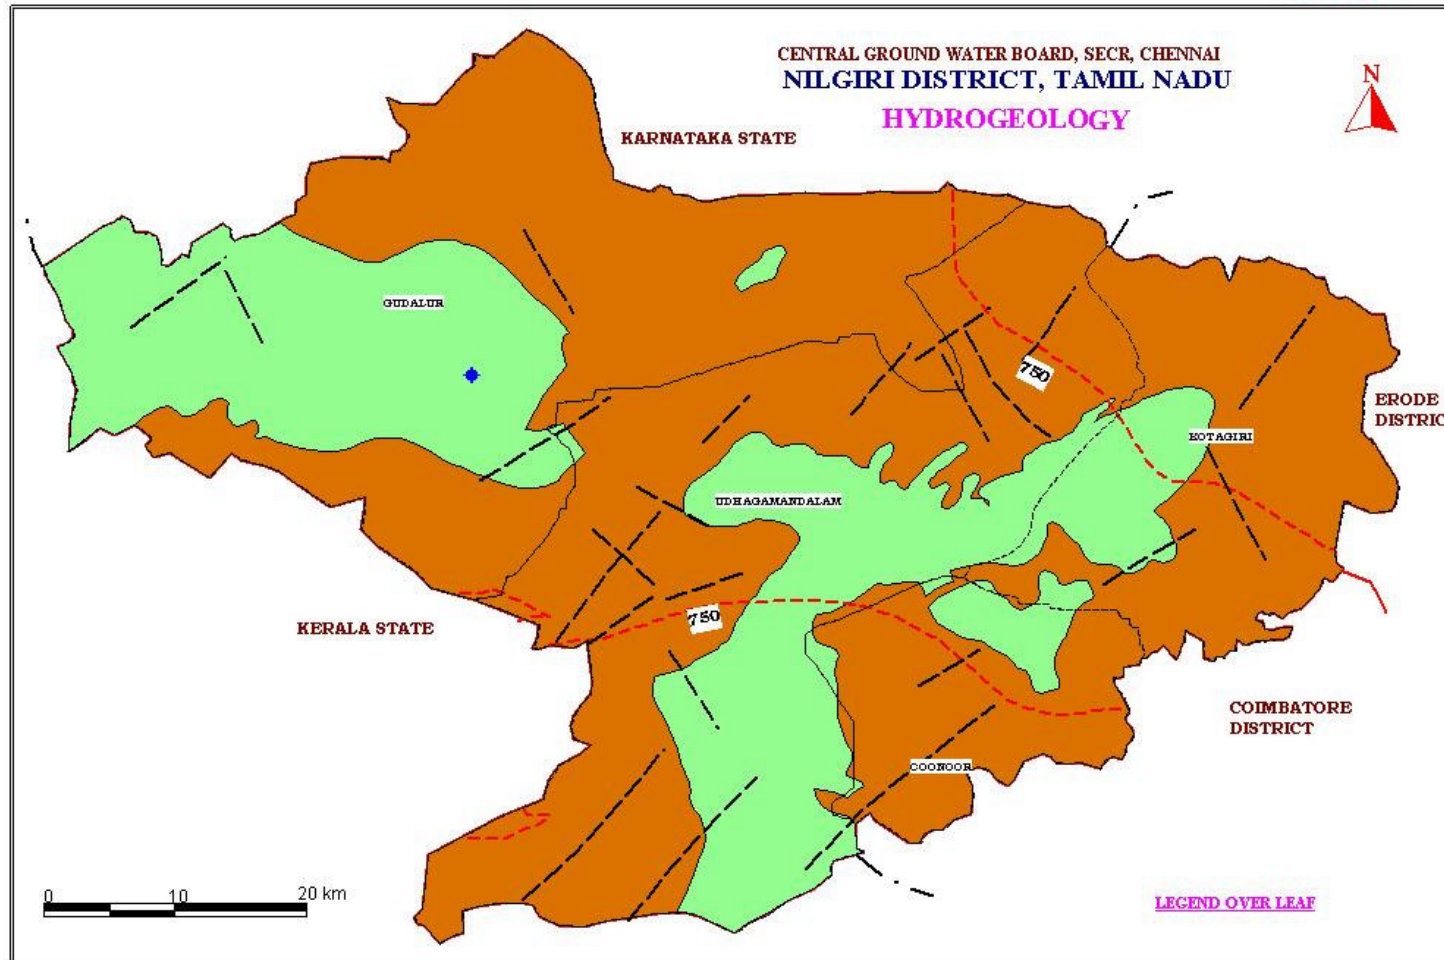 CENTRAL GROUND WATER BOARD, SECR, CHENNAI
NILGIRI DISTRICT, TAMIL NADU
HYDROGEOLOGY
N
KARNATAKA STATE
GUDALUR
750
ERODE
DISTRIC
KOTAGIRI
UDHAGAMANDALAM
750
KERALA STATE
COIMBATORE
DISTRICT
COONOOR
0 10 20 km
LEGEND OVER LEAF